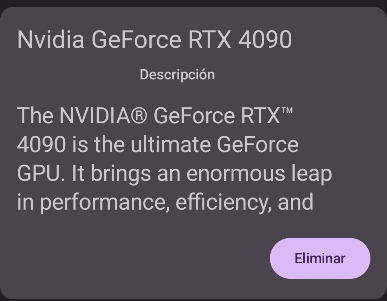 Nvidia GeForce RTX 4090
Descripción
The NVIDIA® GeForce RTX™
4090 is the ultimate GeForce
GPU. It brings an enormous leap
in performance, efficiency, and
Eliminar